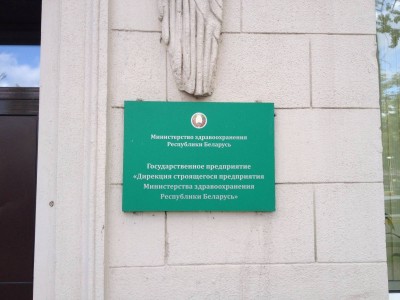 Министерство здравоохранения
Республики Беларусь
Государственное предприятие
«Дирекция строящегося предприятия
Министерства здравоохранения
Республики Беларусь»